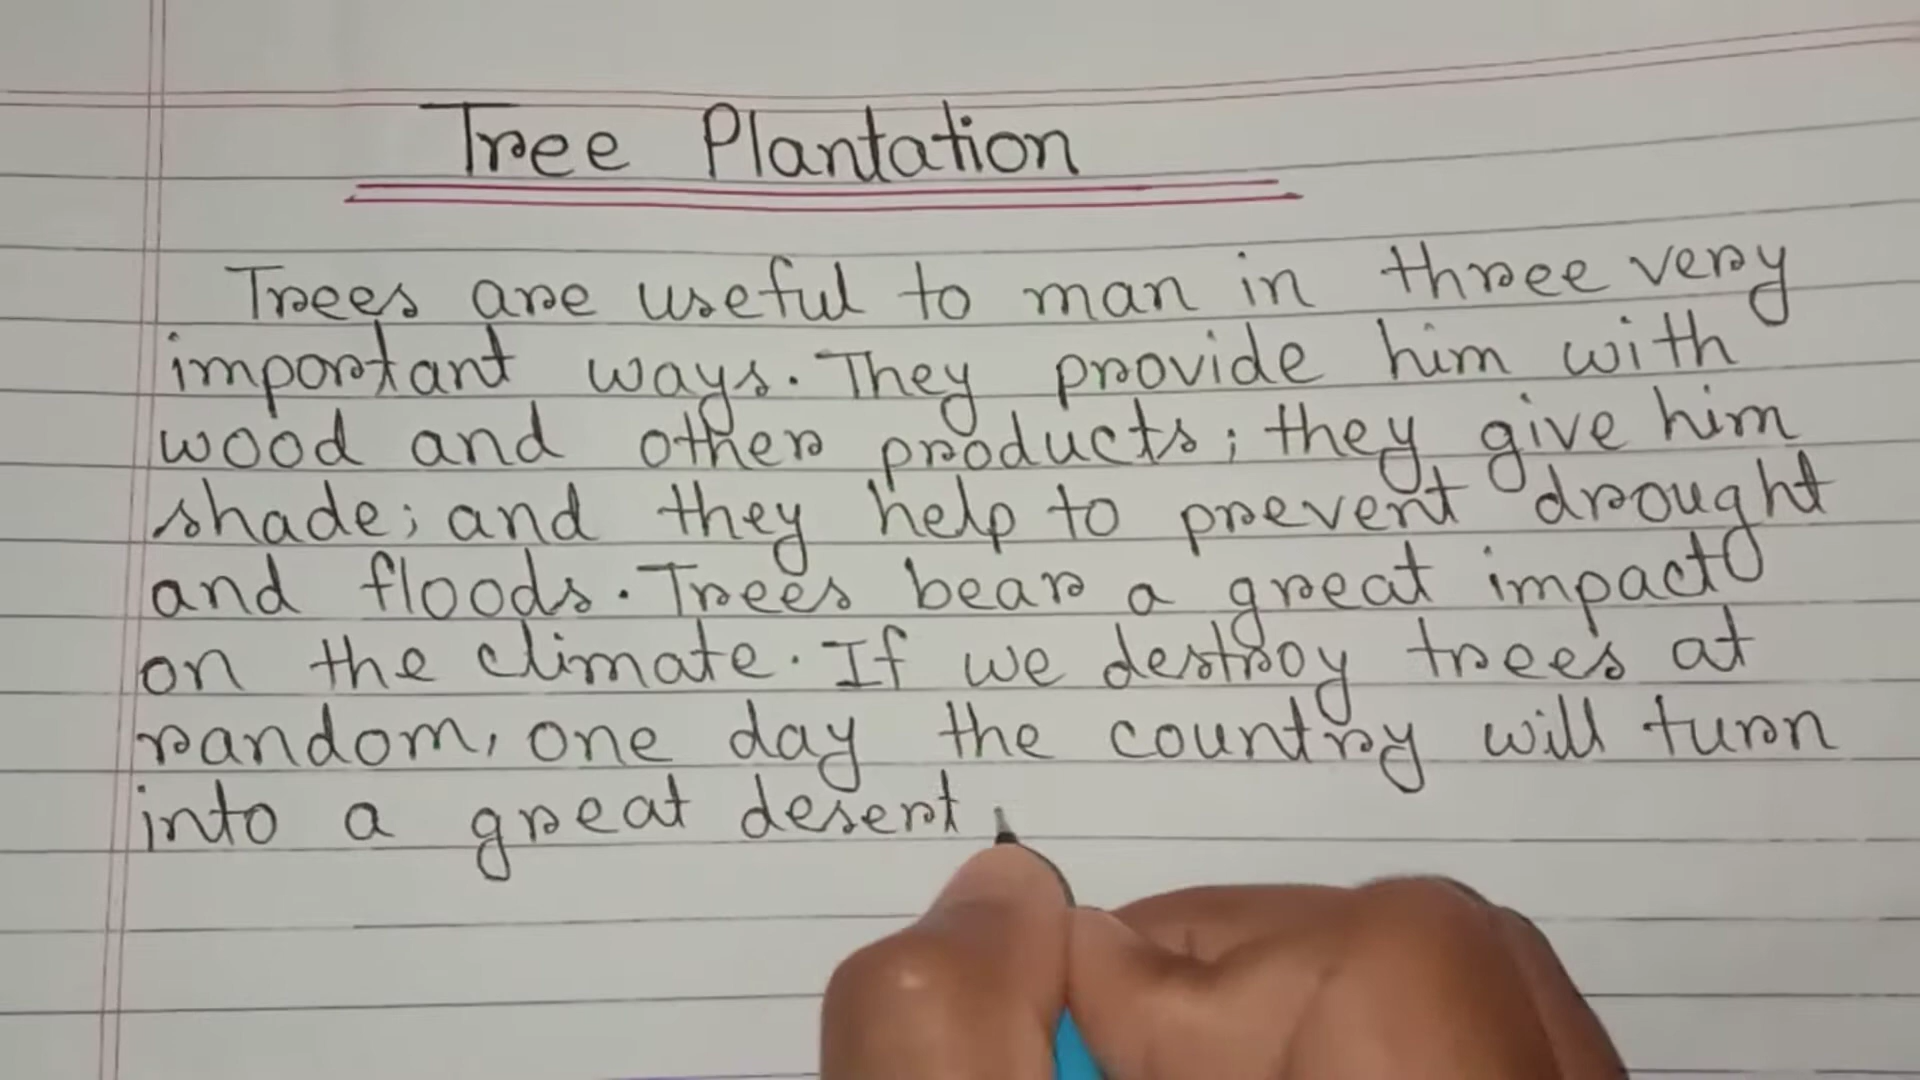 Tree Plantation
Trees are useful to man in three very
important ways. They provide him with
wood and other products; they give him
shade; and they help to prevent drought
and floods. Trees bear a great impact
on the climate. If we destroy trees at
random, one day the country will turn
into a great desert